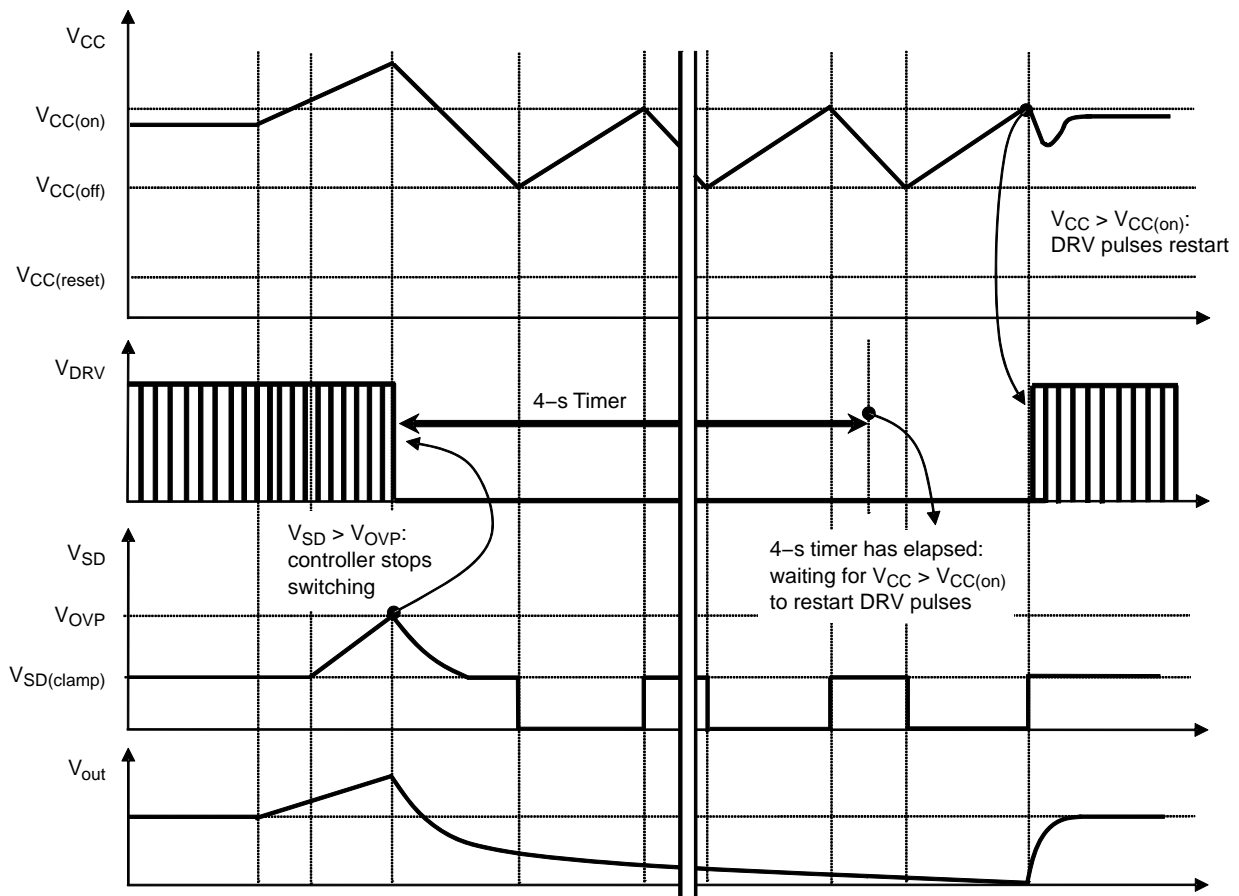 VCC
VCC(on)
VCC(off)
VCC(reset)
VCC > VCC(on):
DRV pulses restart
VDRV
4−s Timer
VSD > VOVP:
controller stops
switching
4−s timer has elapsed:
waiting for VCC > VCC(on)
to restart DRV pulses
VSD
VOVP
VSD(clamp)
Vout